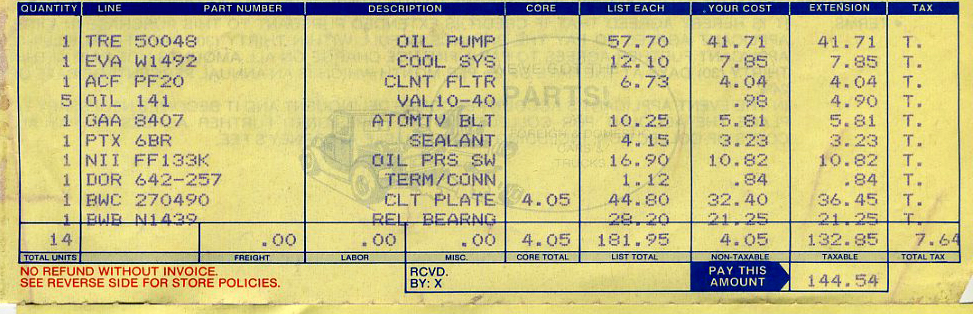 QUANTITY LINE PART NUMBER DESCRIPTION CORE LIST EACH YOUR COST EXTENSION TAX
1 TRE 50048 OIL PUMP 57.70 41.71 41.71 T.
1 EVA W1492 COOL SYS 12.10 7.85 7.85 T.
1 ACF PF20 CLNT FLTR 6.73 4.04 4.04 T.
5 OIL 141 VAL10-40 .98 4.90 T.
1 GAA 8407 ATOMTV BLT 10.25 5.81 5.81 T.
1 PTX 6BR SEALANT 4.15 3.23 3.23 T.
1 NII FF133K OIL PRS SW 16.90 10.82 10.82 T.
1 DOR 642-257 TERM/CONN 1.12 .84 .84 T.
1 BWC 270490 CLT PLATE 4.05 44.80 32.40 36.45 T.
1 BWB N1439 REL BEARNG 28.20 21.25 21.25 T.
14 .00 .00 .00 4.05 181.95 4.05 132.85 7.64
TOTAL UNITS FREIGHT LABOR MISC. CORE TOTAL LIST TOTAL NON-TAXABLE TAXABLE TOTAL TAX
NO REFUND WITHOUT INVOICE.
SEE REVERSE SIDE FOR STORE POLICIES.
RCVD.
BY: X
PAY THIS
AMOUNT 144.54
PARTS!